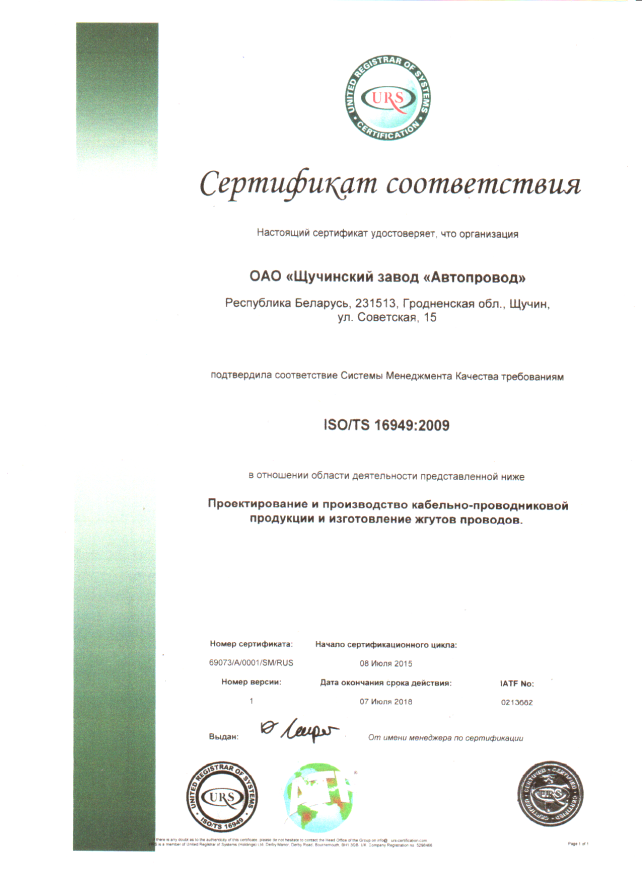 UNITED REGISTRAR OF SYSTEMS
URS
• CERTIFICATION •
Сертификат соответствия
Настоящий сертификат удостоверяет, что организация
ОАО «Щучинский завод «Автопровод»
Республика Беларусь, 231513, Гродненская обл., Щучин,
ул. Советская, 15
подтвердила соответствие Системы Менеджмента Качества требованиям
ISO/TS 16949:2009
в отношении области деятельности представленной ниже
Проектирование и производство кабельно-проводниковой
продукции и изготовление жгутов проводов.
Номер сертификата: Начало сертификационного цикла:
69073/A/0001/SM/RUS 08 Июля 2015
Номер версии: Дата окончания срока действия: IATF No:
1 07 Июля 2018 0213662
Выдан: От имени менеджера по сертификации
UNITED REGISTRAR OF SYSTEMS
URS
• ISO/TS 16949 •
URS
Page 1 of 1